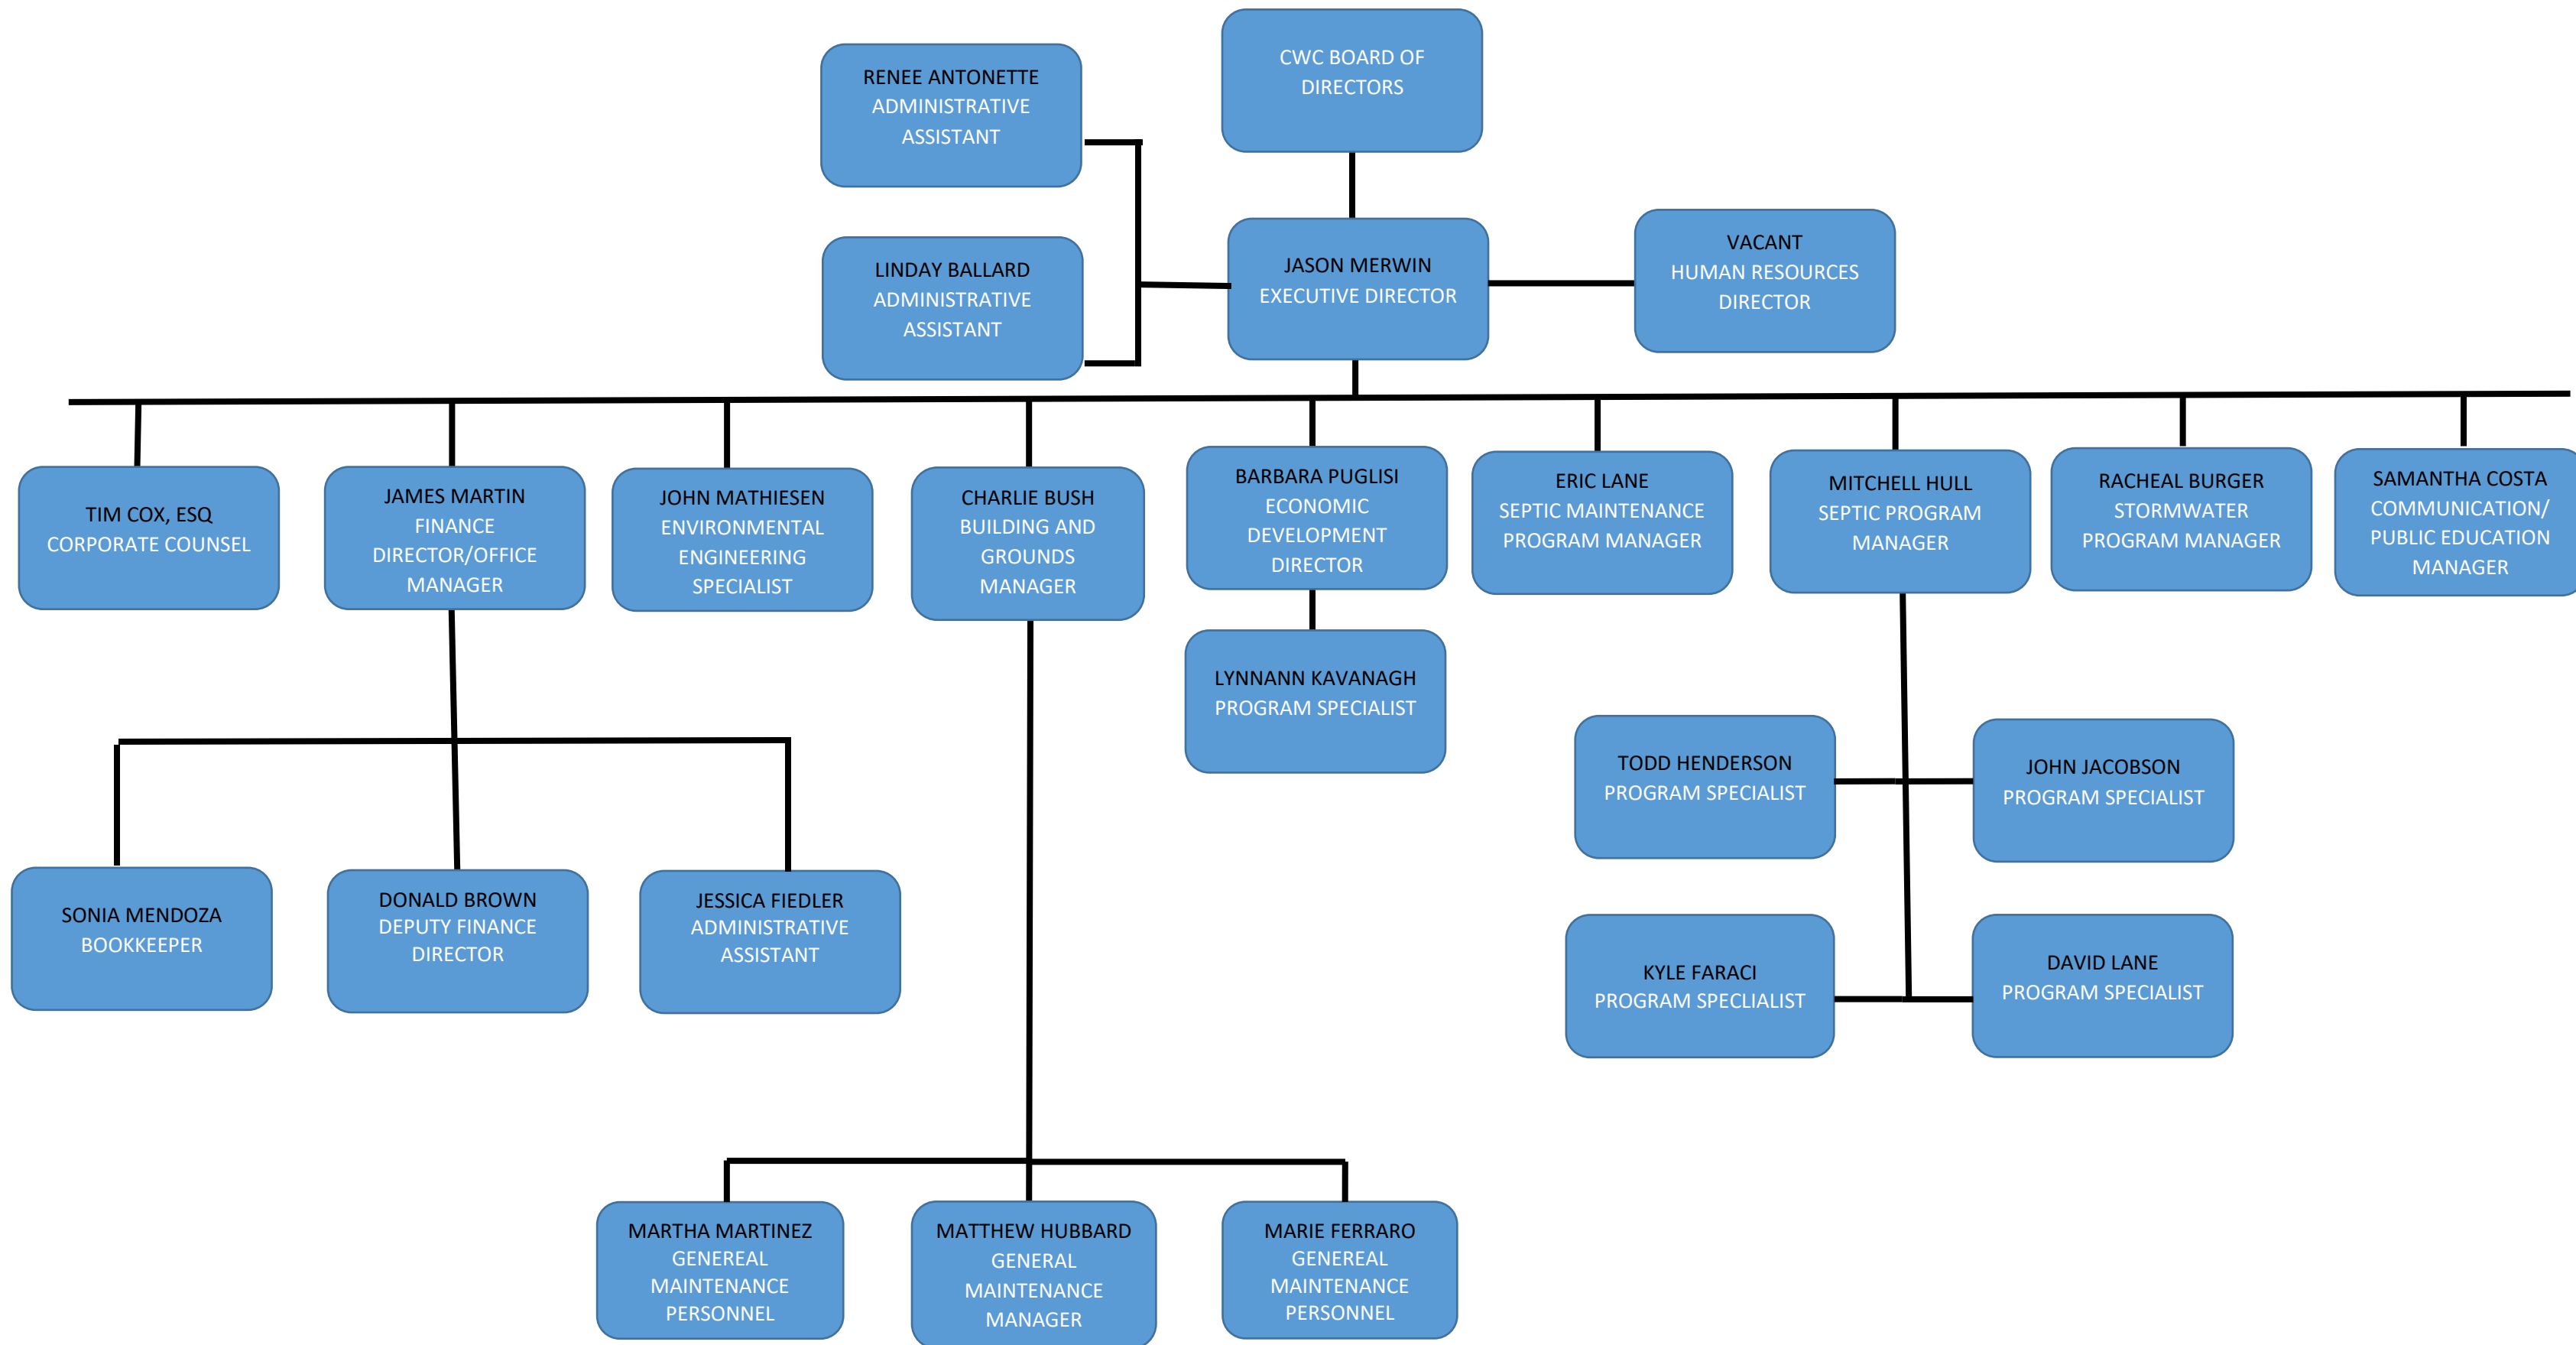 CWC BOARD OF
DIRECTORS
RENEE ANTONETTE
ADMINISTRATIVE
ASSISTANT
LINDAY BALLARD
ADMINISTRATIVE
ASSISTANT
JASON MERWIN
EXECUTIVE DIRECTOR
VACANT
HUMAN RESOURCES
DIRECTOR
TIM COX, ESQ
CORPORATE COUNSEL
JAMES MARTIN
FINANCE
DIRECTOR/OFFICE
MANAGER
JOHN MATHIESEN
ENVIRONMENTAL
ENGINEERING
SPECIALIST
CHARLIE BUSH
BUILDING AND
GROUNDS
MANAGER
BARBARA PUGLISI
ECONOMIC
DEVELOPMENT
DIRECTOR
ERIC LANE
SEPTIC MAINTENANCE
PROGRAM MANAGER
MITCHELL HULL
SEPTIC PROGRAM
MANAGER
RACHEAL BURGER
STORMWATER
PROGRAM MANAGER
SAMANTHA COSTA
COMMUNICATION/
PUBLIC EDUCATION
MANAGER
LYNNANN KAVANAGH
PROGRAM SPECIALIST
TODD HENDERSON
PROGRAM SPECIALIST
JOHN JACOBSON
PROGRAM SPECIALIST
SONIA MENDOZA
BOOKKEEPER
DONALD BROWN
DEPUTY FINANCE
DIRECTOR
JESSICA FIEDLER
ADMINISTRATIVE
ASSISTANT
KYLE FARACI
PROGRAM SPECLIALIST
DAVID LANE
PROGRAM SPECIALIST
MARTHA MARTINEZ
GENEREAL
MAINTENANCE
PERSONNEL
MATTHEW HUBBARD
GENERAL
MAINTENANCE
MANAGER
MARIE FERRARO
GENEREAL
MAINTENANCE
PERSONNEL